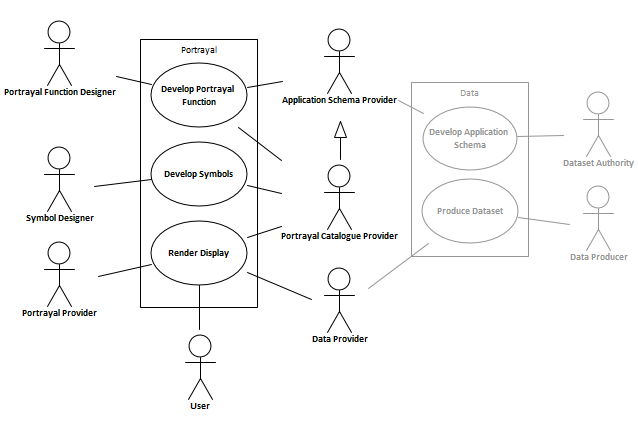 Portrayal
Develop Portrayal
Function
Portrayal Function Designer
Application Schema Provider
Data
Develop Application
Schema
Dataset Authority
Develop Symbols
Symbol Designer
Portrayal Catalogue Provider
Produce Dataset
Data Producer
Render Display
Portrayal Provider
Data Provider
User